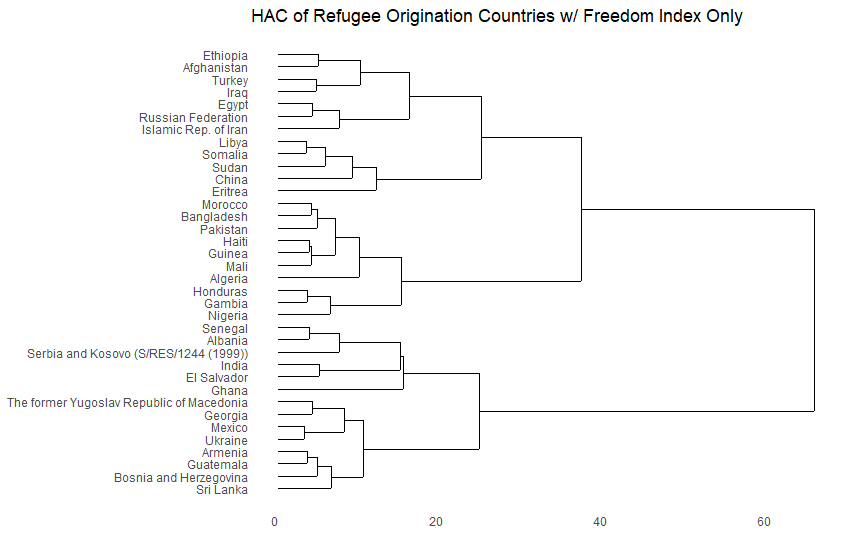 HAC of Refugee Origination Countries w/ Freedom Index Only
Ethiopia
Afghanistan
Turkey
Iraq
Egypt
Russian Federation
Islamic Rep. of Iran
Libya
Somalia
Sudan
China
Eritrea
Morocco
Bangladesh
Pakistan
Haiti
Guinea
Mali
Algeria
Honduras
Gambia
Nigeria
Senegal
Albania
Serbia and Kosovo (S/RES/1244 (1999))
India
El Salvador
Ghana
The former Yugoslav Republic of Macedonia
Georgia
Mexico
Ukraine
Armenia
Guatemala
Bosnia and Herzegovina
Sri Lanka
0 20 40 60